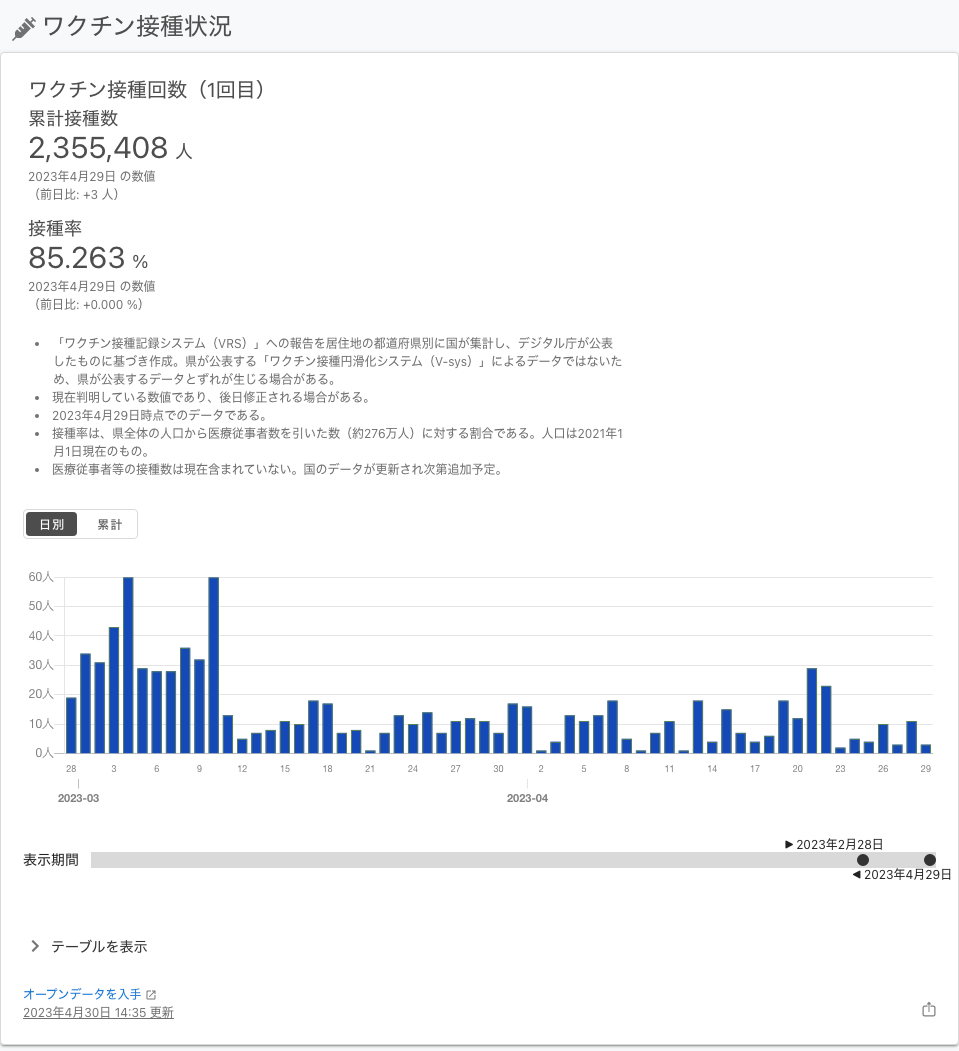 ワクチン接種状況
ワクチン接種回数（1回目）
累計接種数
2,355,408 人
2023年4月29日 の数値
（前日比: +3 人）
接種率
85.263 %
2023年4月29日 の数値
（前日比: +0.000 %）
• 「ワクチン接種記録システム（VRS）」への報告を居住地の都道府県別に国が集計し、デジタル庁が公表
したものに基づき作成。県が公表する「ワクチン接種円滑化システム（V-sys）」によるデータではないた
め、県が公表するデータとずれが生じる場合がある。
• 現在判明している数値であり、後日修正される場合がある。
• 2023年4月29日時点でのデータである。
• 接種率は、県全体の人口から医療従事者数を引いた数（約276万人）に対する割合である。人口は2021年1
月1日現在のもの。
• 医療従事者等の接種数は現在含まれていない。国のデータが更新され次第追加予定。
日別 累計
60人
50人
40人
30人
20人
10人
0人
28 3 6 9 12 15 18 21 24 27 30 2 5 8 11 14 17 20 23 26 29
2023-03 2023-04
▶ 2023年2月28日
表示期間
◀ 2023年4月29日
テーブルを表示
オープンデータを入手
2023年4月30日 14:35 更新